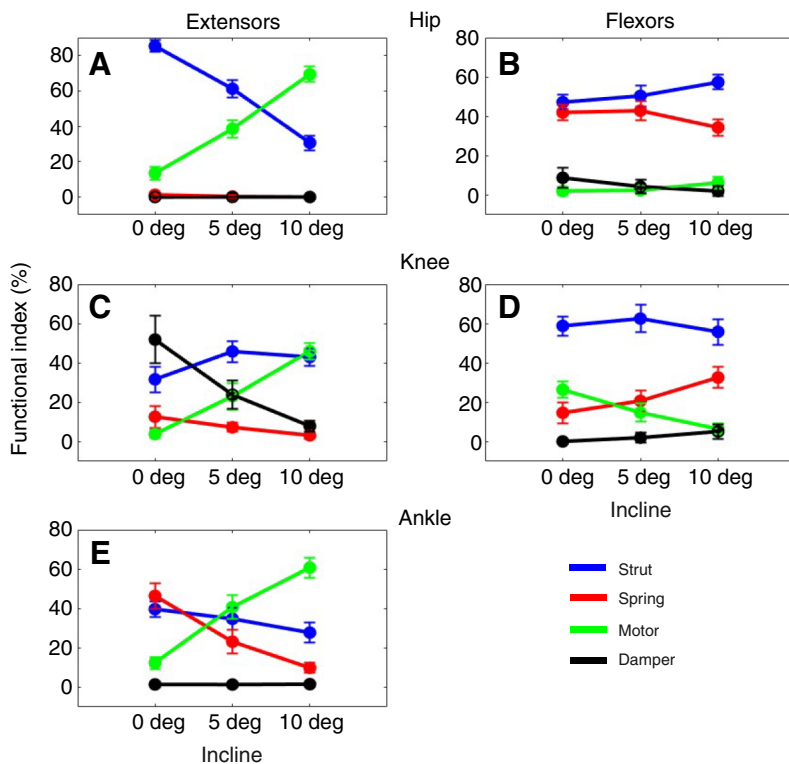 Extensors
Hip
Flexors
A
80
60
40
20
0
0 deg 5 deg 10 deg
B
80
60
40
20
0
0 deg 5 deg 10 deg
Knee
Functional index (%)
C
80
60
40
20
0
0 deg 5 deg 10 deg
D
80
60
40
20
0
0 deg 5 deg 10 deg
Incline
Ankle
E
80
60
40
20
0
0 deg 5 deg 10 deg
Incline
Strut
Spring
Motor
Damper